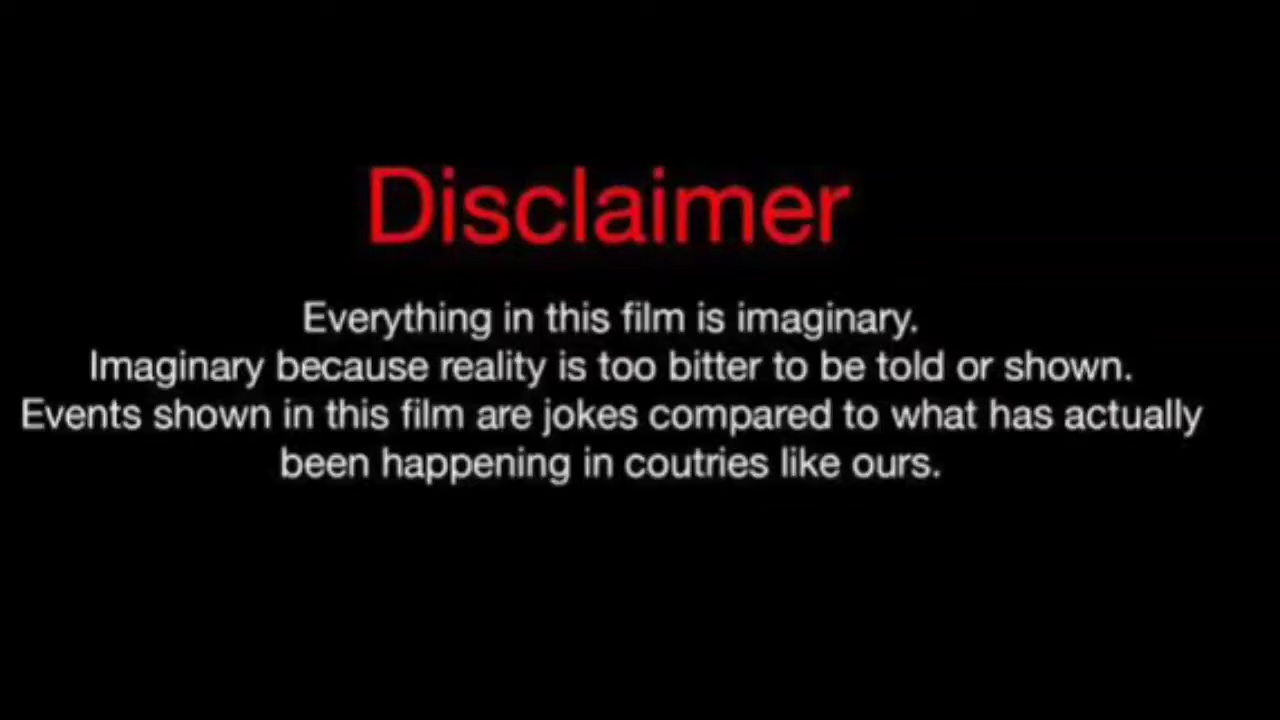 Disclaimer
Everything in this film is imaginary.
Imaginary because reality is too bitter to be told or shown.
Events shown in this film are jokes compared to what has actually
been happening in coutries like ours.